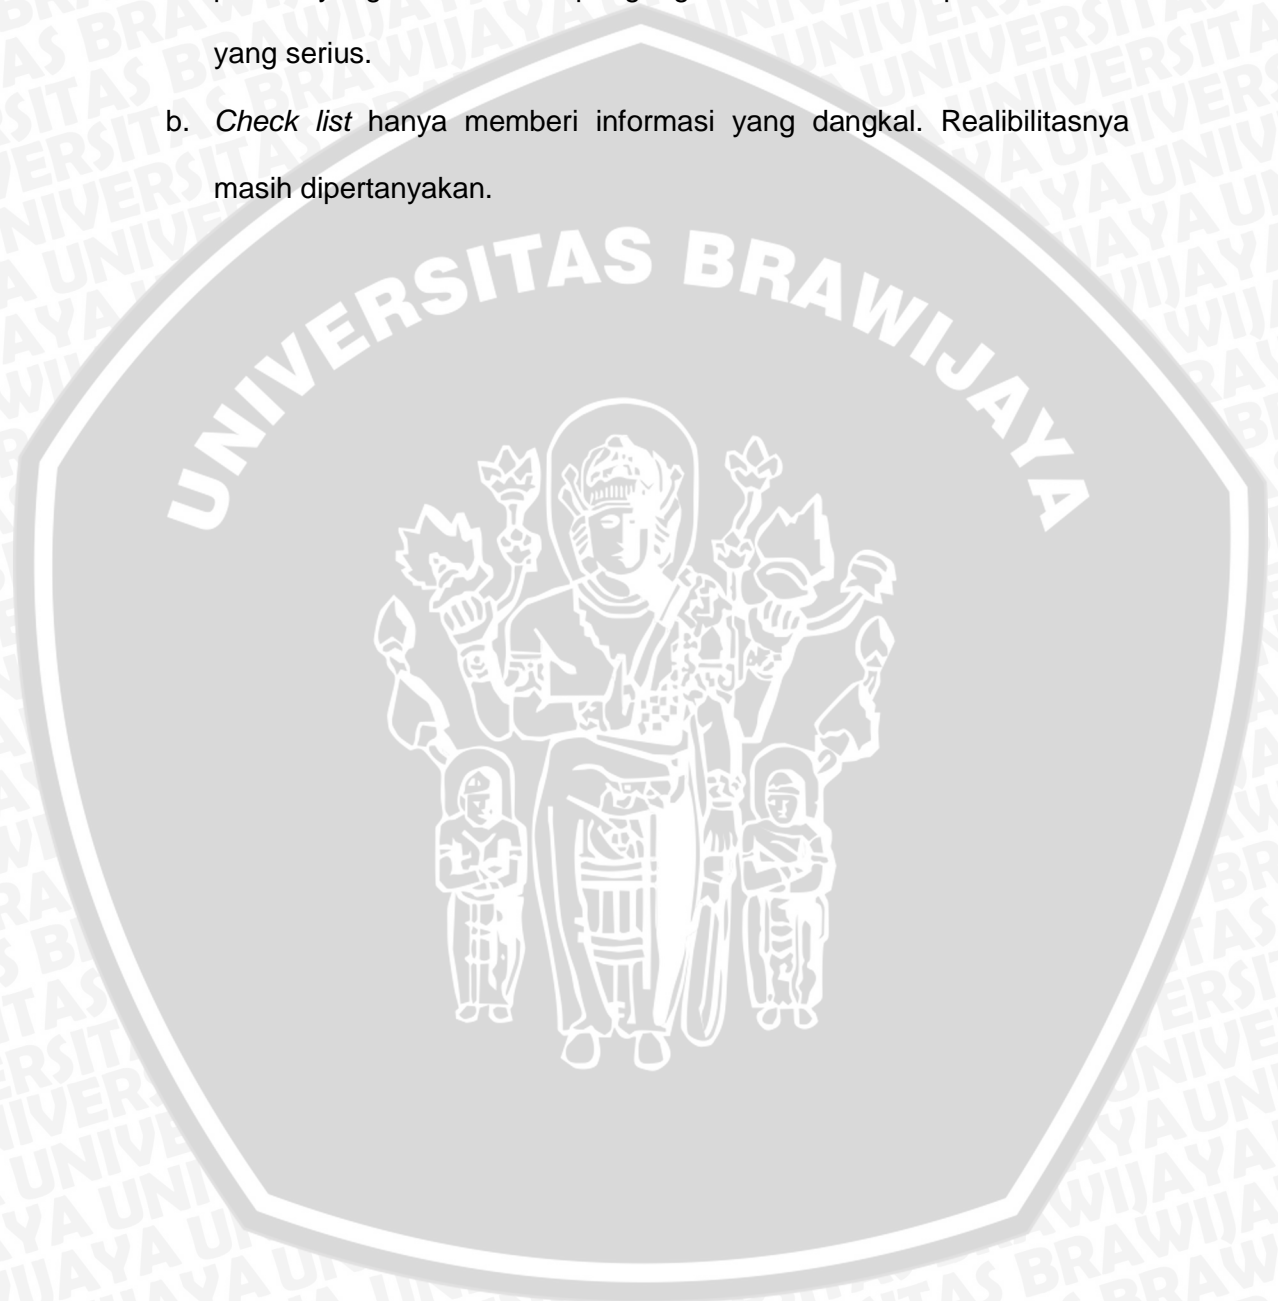 yang serius.
b. Check list hanya memberi informasi yang dangkal. Realibilitasnya
masih dipertanyakan.
UNIVERSITAS BRAWIJAYA